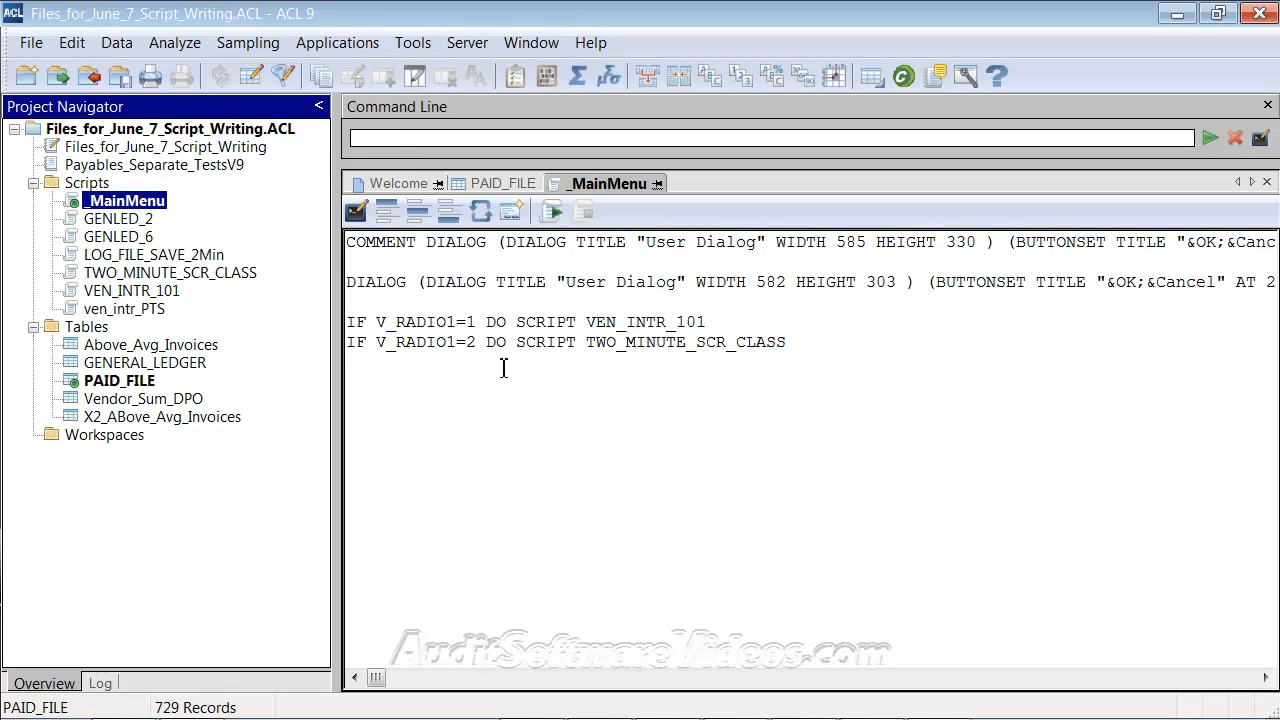 ACL Files_for_June_7_Script_Writing.ACL - ACL 9
File Edit Data Analyze Sampling Applications Tools Server Window Help
Project Navigator <
Files_for_June_7_Script_Writing.ACL
Files_for_June_7_Script_Writing
Payables_Separate_TestsV9
Scripts
_MainMenu
GENLED_2
GENLED_6
LOG_FILE_SAVE_2Min
TWO_MINUTE_SCR_CLASS
VEN_INTR_101
ven_intr_PTS
Tables
Above_Avg_Invoices
GENERAL_LEDGER
PAID_FILE
Vendor_Sum_DPO
X2_ABove_Avg_Invoices
Workspaces
Overview Log
Command Line
Welcome PAID_FILE _MainMenu
COMMENT DIALOG (DIALOG TITLE "User Dialog" WIDTH 585 HEIGHT 330 ) (BUTTONSET TITLE "&OK;&Canc
DIALOG (DIALOG TITLE "User Dialog" WIDTH 582 HEIGHT 303 ) (BUTTONSET TITLE "&OK;&Cancel" AT 2
IF V_RADIO1=1 DO SCRIPT VEN_INTR_101
IF V_RADIO1=2 DO SCRIPT TWO_MINUTE_SCR_CLASS
AuditSoftwareVideos.com
PAID_FILE 729 Records